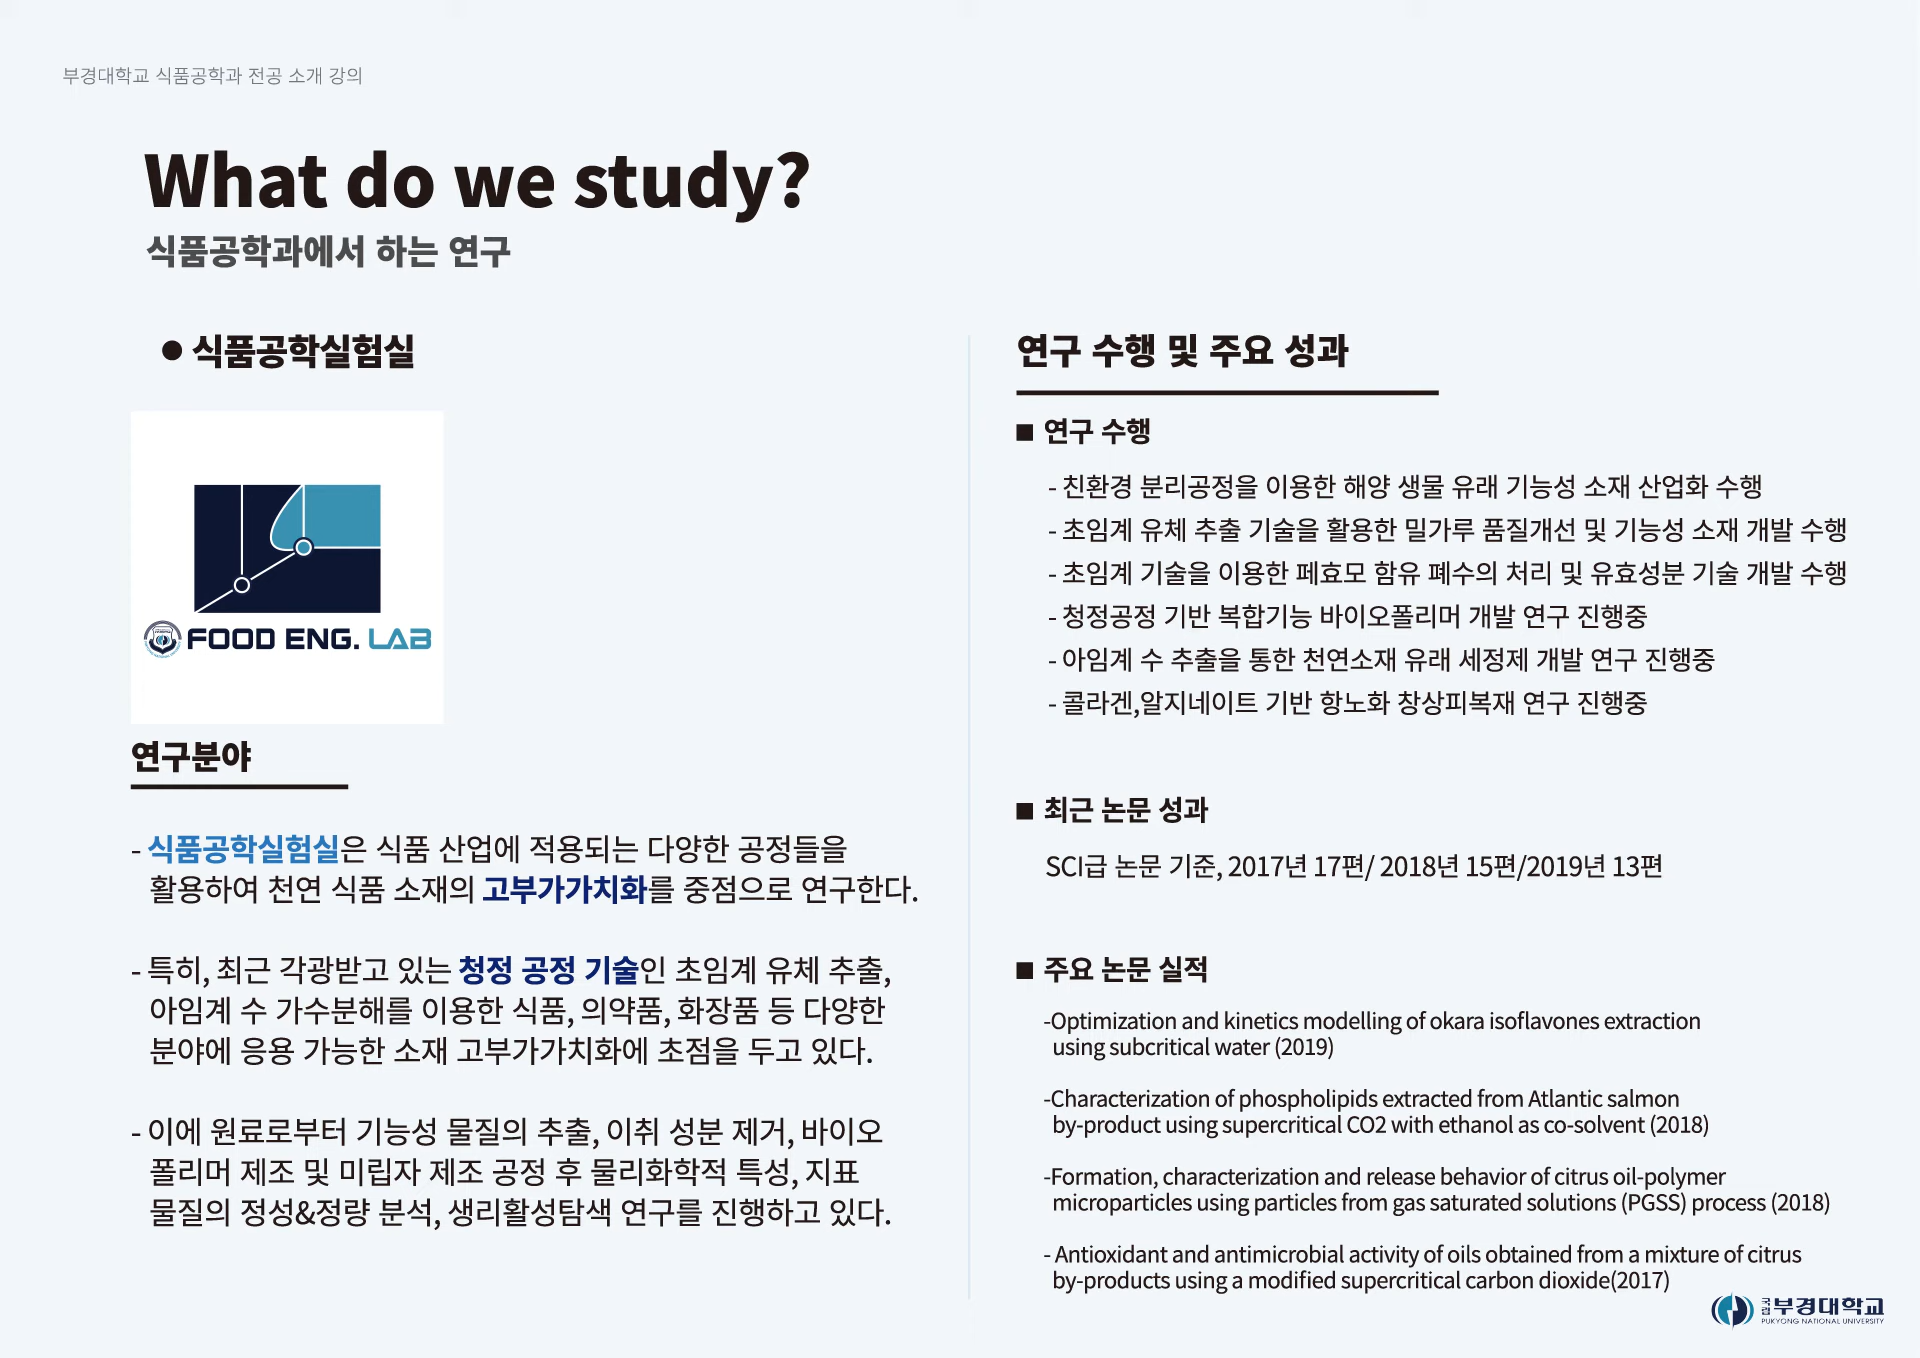 부경대학교 식품공학과 전공 소개 강의
What do we study?
식품공학과에서 하는 연구
● 식품공학실험실
FOOD ENG. LAB
연구분야
- 식품공학실험실은 식품 산업에 적용되는 다양한 공정들을
활용하여 천연 식품 소재의 고부가가치화를 중점으로 연구한다.
- 특히, 최근 각광받고 있는 청정 공정 기술인 초임계 유체 추출,
아임계 수 가수분해를 이용한 식품, 의약품, 화장품 등 다양한
분야에 응용 가능한 소재 고부가가치화에 초점을 두고 있다.
- 이에 원료로부터 기능성 물질의 추출, 이취 성분 제거, 바이오
폴리머 제조 및 미립자 제조 공정 후 물리화학적 특성, 지표
물질의 정성&정량 분석, 생리활성탐색 연구를 진행하고 있다.
연구 수행 및 주요 성과
■ 연구 수행
- 친환경 분리공정을 이용한 해양 생물 유래 기능성 소재 산업화 수행
- 초임계 유체 추출 기술을 활용한 밀가루 품질개선 및 기능성 소재 개발 수행
- 초임계 기술을 이용한 페효모 함유 폐수의 처리 및 유효성분 기술 개발 수행
- 청정공정 기반 복합기능 바이오폴리머 개발 연구 진행중
- 아임계 수 추출을 통한 천연소재 유래 세정제 개발 연구 진행중
- 콜라겐,알지네이트 기반 항노화 창상피복재 연구 진행중
■ 최근 논문 성과
SCI급 논문 기준, 2017년 17편/ 2018년 15편/2019년 13편
■ 주요 논문 실적
-Optimization and kinetics modelling of okara isoflavones extraction
using subcritical water (2019)
-Characterization of phospholipids extracted from Atlantic salmon
by-product using supercritical CO2 with ethanol as co-solvent (2018)
-Formation, characterization and release behavior of citrus oil-polymer
microparticles using particles from gas saturated solutions (PGSS) process (2018)
- Antioxidant and antimicrobial activity of oils obtained from a mixture of citrus
by-products using a modified supercritical carbon dioxide(2017)
국립 부경대학교
PUKYONG NATIONAL UNIVERSITY